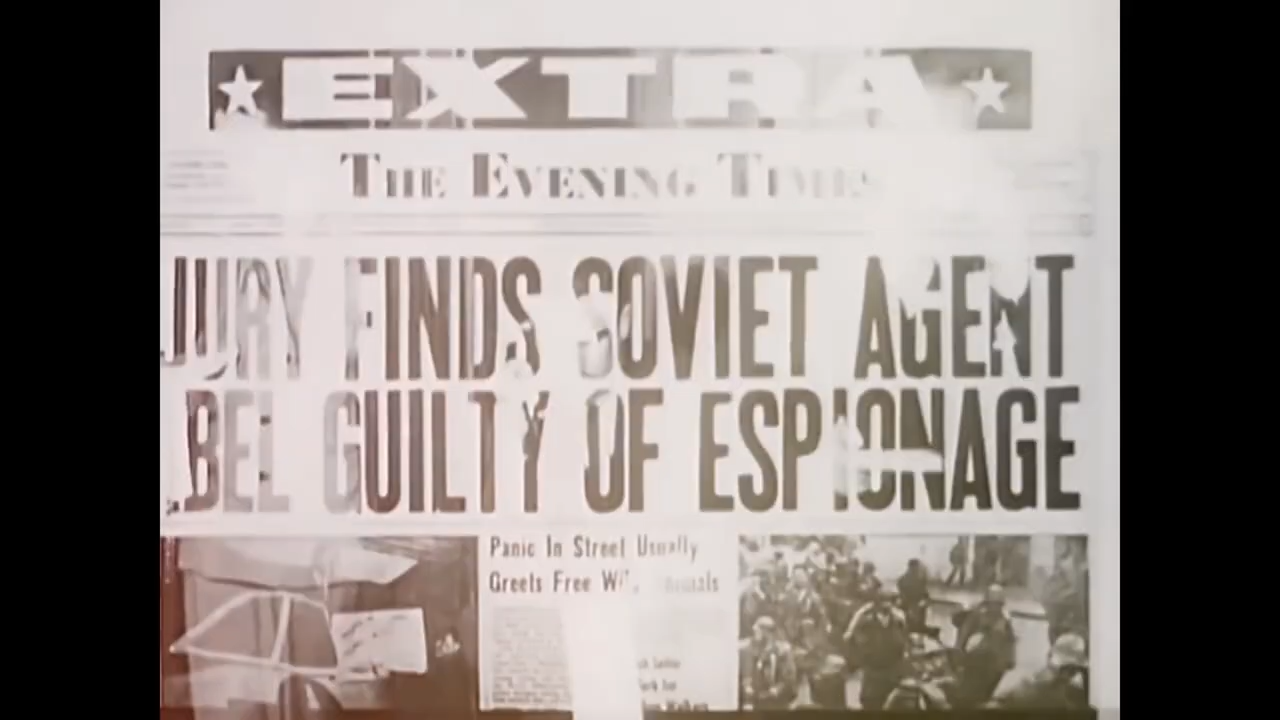 EXTRA
THE EVENING TIMES
JURY FINDS SOVIET AGENT
BEL GUILTY OF ESPIONAGE
Panic In Street Usually
Greets Free